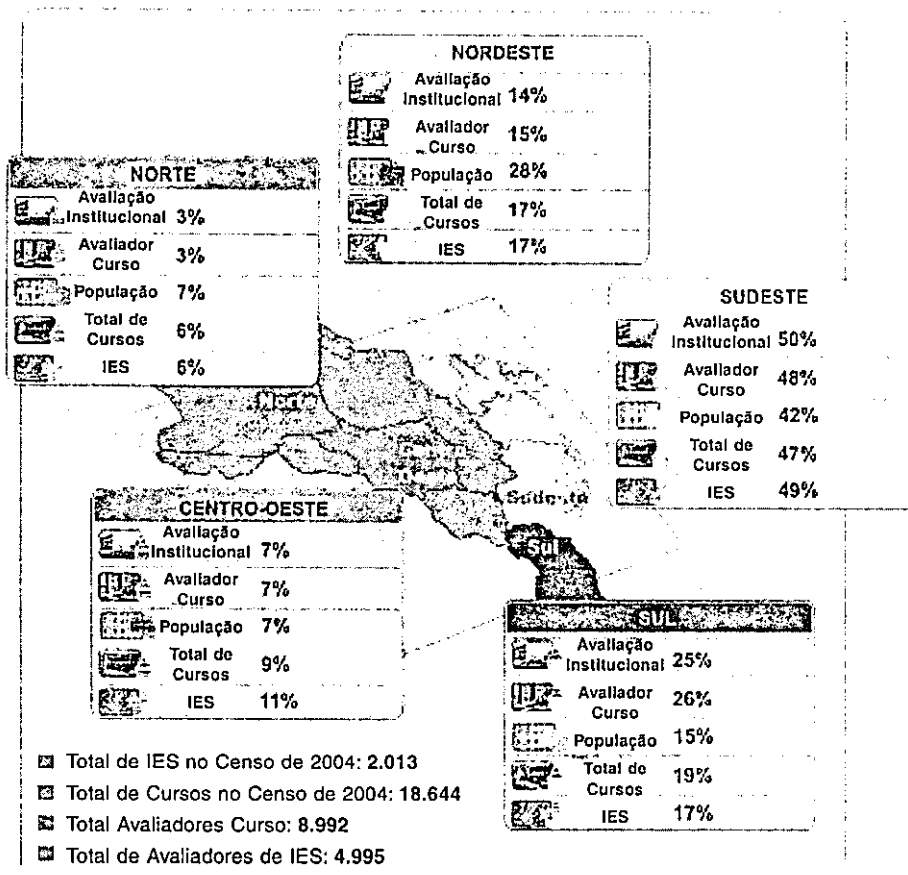 NORDESTE
Avaliação
Institucional 14%
Avaliador
Curso 15%
População 28%
Total de
Cursos 17%
IES 17%
NORTE
Avaliação
Institucional 3%
Avaliador
Curso 3%
População 7%
Total de
Cursos 6%
IES 6%
SUDESTE
Avaliação
Institucional 50%
Avaliador
Curso 48%
População 42%
Total de
Cursos 47%
IES 49%
Norte
Sudeste
Sul
CENTRO-OESTE
Avaliação
Institucional 7%
Avaliador
Curso 7%
População 7%
Total de
Cursos 9%
IES 11%
SUL
Avaliação
Institucional 25%
Avaliador
Curso 26%
População 15%
Total de
Cursos 19%
IES 17%
Total de IES no Censo de 2004: 2.013
Total de Cursos no Censo de 2004: 18.644
Total Avaliadores Curso: 8.992
Total de Avaliadores de IES: 4.995